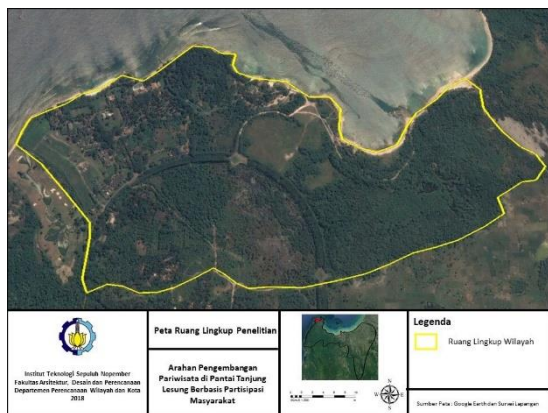 Peta Ruang Lingkup Penelitian
Legenda
Ruang Lingkup Wilayah
Institut Teknologi Sepuluh Nopember
Fakultas Arsitektur, Desain dan Perencanaan
Departemen Perencanaan Wilayah dan Kota
2018
Arahan Pengembangan
Pariwisata di Pantai Tanjung
Lesung Berbasis Partisipasi
Masyarakat
N
W
E
S
Sumber Peta : Google Earth dan Survei Lapangan